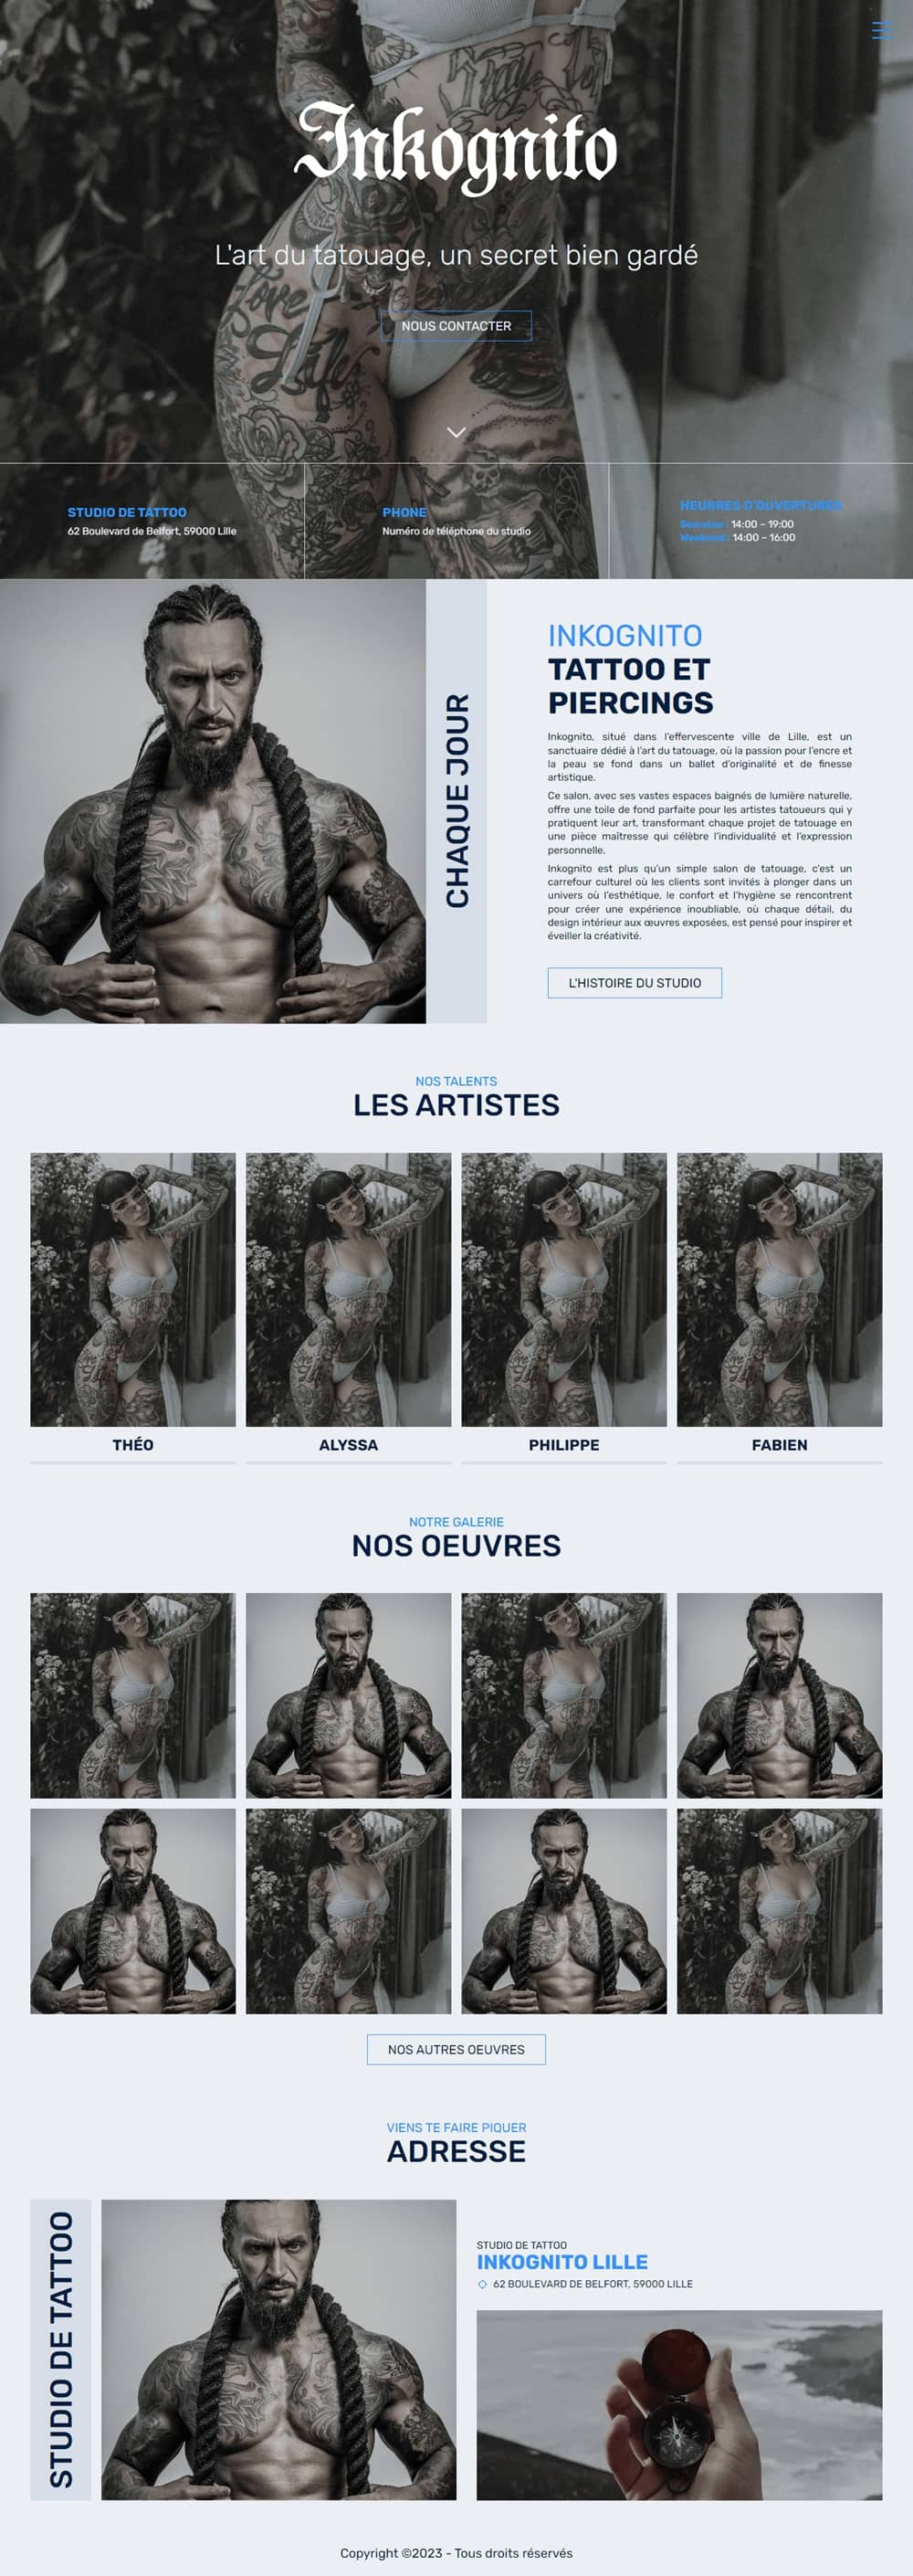 Inkognito
L'art du tatouage, un secret bien gardé
NOUS CONTACTER
STUDIO DE TATTOO
62 Boulevard de Belfort, 59000 Lille
PHONE
Numéro de téléphone du studio
HEURRES D'OUVERTURES
Semaine : 14:00 – 19:00
Weekend : 14:00 – 16:00
CHAQUE JOUR
INKOGNITO
TATTOO ET
PIERCINGS
Inkognito, situé dans l'effervescente ville de Lille, est un
sanctuaire dédié à l'art du tatouage, où la passion pour l'encre et
la peau se fond dans un ballet d'originalité et de finesse
artistique.
Ce salon, avec ses vastes espaces baignés de lumière naturelle,
offre une toile de fond parfaite pour les artistes tatoueurs qui y
pratiquent leur art, transformant chaque projet de tatouage en
une pièce maîtresse qui célèbre l'individualité et l'expression
personnelle.
Inkognito est plus qu'un simple salon de tatouage, c'est un
carrefour culturel où les clients sont invités à plonger dans un
univers où l'esthétique, le confort et l'hygiène se rencontrent
pour créer une expérience inoubliable, où chaque détail, du
design intérieur aux œuvres exposées, est pensé pour inspirer et
éveiller la créativité.
L'HISTOIRE DU STUDIO
NOS TALENTS
LES ARTISTES
THÉO
ALYSSA
PHILIPPE
FABIEN
NOTRE GALERIE
NOS OEUVRES
NOS AUTRES OEUVRES
VIENS TE FAIRE PIQUER
ADRESSE
STUDIO DE TATTOO
STUDIO DE TATTOO
INKOGNITO LILLE
62 BOULEVARD DE BELFORT, 59000 LILLE
Copyright ©2023 - Tous droits réservés